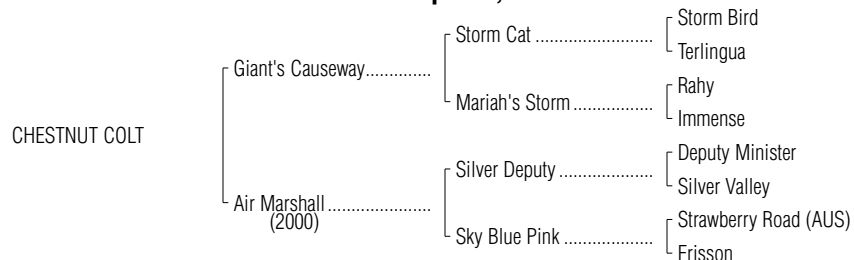 Storm Bird
Storm Cat ..........................
Terlingua
Giant's Causeway..............
Rahy
Mariah's Storm ..................
Immense
CHESTNUT COLT
Deputy Minister
Silver Deputy .....................
Silver Valley
Air Marshall .......................
(2000)
Strawberry Road (AUS)
Sky Blue Pink ....................
Frisson